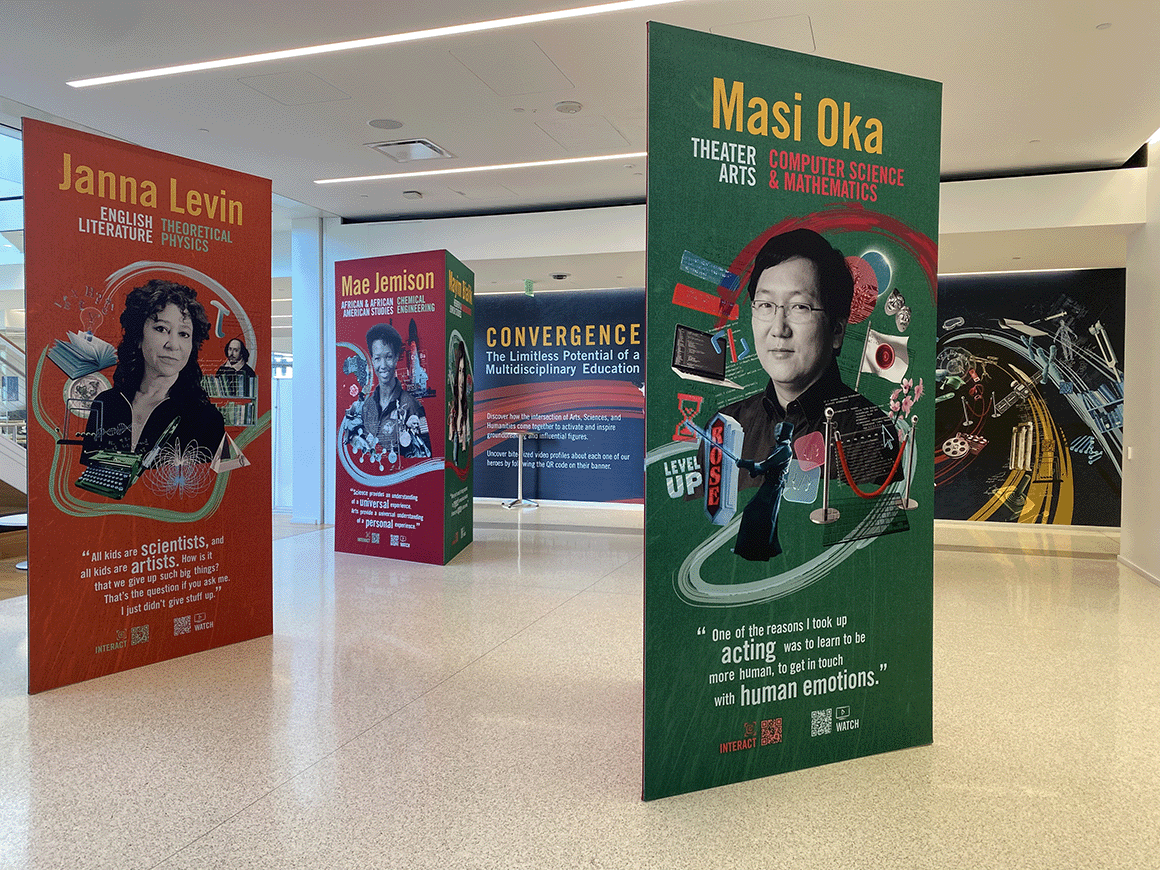 Janna Levin
ENGLISH
LITERATURE
THEORETICAL
PHYSICS
“All kids are scientists, and
all kids are artists. How is it
that we give up such big things?
That’s the question if you ask me.
I just didn’t give stuff up.”
INTERACT
WATCH
Mae Jemison
AFRICAN & AFRICAN
AMERICAN STUDIES
CHEMICAL
ENGINEERING
“Science provides an understanding
of a universal experience.
Arts provide a universal understanding
of a personal experience.”
INTERACT
WATCH
Mayim Bialik
CONVERGENCE
The Limitless Potential of a
Multidisciplinary Education
Discover how the intersection of Arts, Sciences, and
Humanities come together to activate and inspire
and influential figures.
Uncover video profiles about each one of our
heroes by following the QR code on their banner.
Masi Oka
THEATER
ARTS
COMPUTER SCIENCE
& MATHEMATICS
LEVEL
UP
ROSE
“One of the reasons I took up
acting was to learn to be
more human, to get in touch
with human emotions.”
INTERACT
WATCH